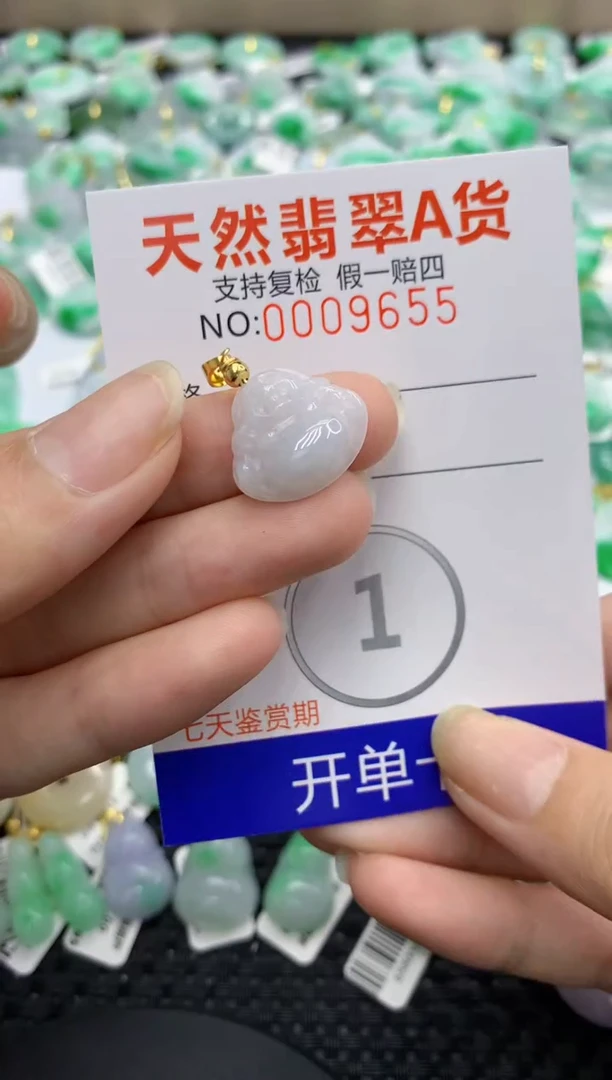 天然翡翠A货
支持复检 假一赔四
NO:0009655
1
七天鉴赏期
开单